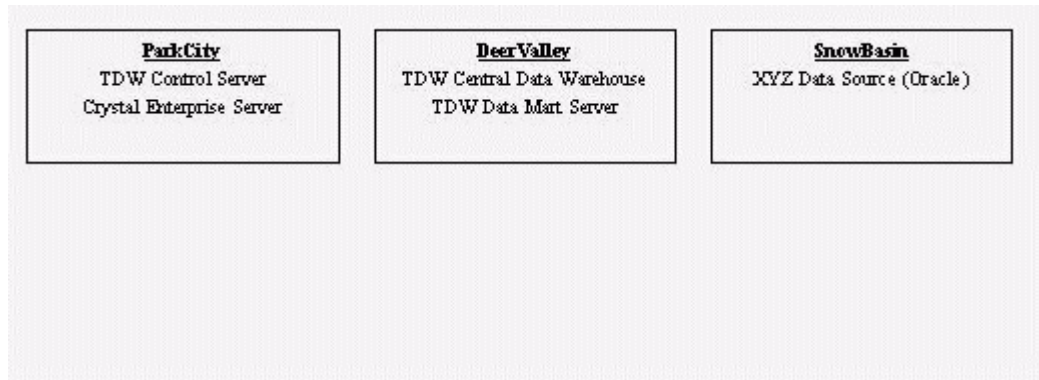 ParkCity
TDW Control Server
Crystal Enterprise Server
DeerValley
TDW Central Data Warehouse
TDW Data Mart Server
SnowBasin
XYZ Data Source (Oracle)